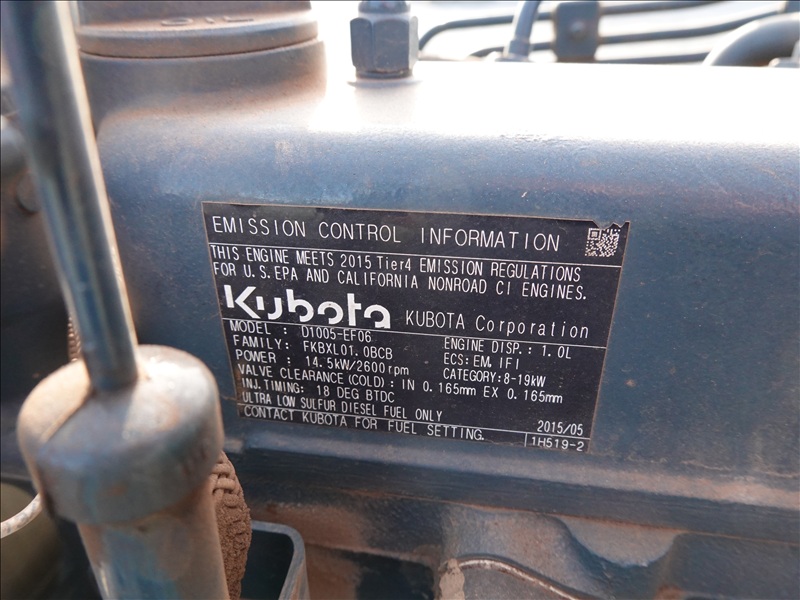 OIL
EMISSION CONTROL INFORMATION
THIS ENGINE MEETS 2015 Tier4 EMISSION REGULATIONS
FOR U.S.EPA AND CALIFORNIA NONROAD CI ENGINES.
Kubota KUBOTA Corporation
MODEL : D1005-EF06 ENGINE DISP.: 1.0L
FAMILY: FKBXL01.0BCB ECS: EM, IFI
POWER : 14.5kW/2600rpm CATEGORY:8-19kW
VALVE CLEARANCE (COLD) : IN 0.165mm EX 0.165mm
INJ.TIMING: 18 DEG BTDC
ULTRA LOW SULFUR DIESEL FUEL ONLY 2015/05
CONTACT KUBOTA FOR FUEL SETTING. 1H519-2